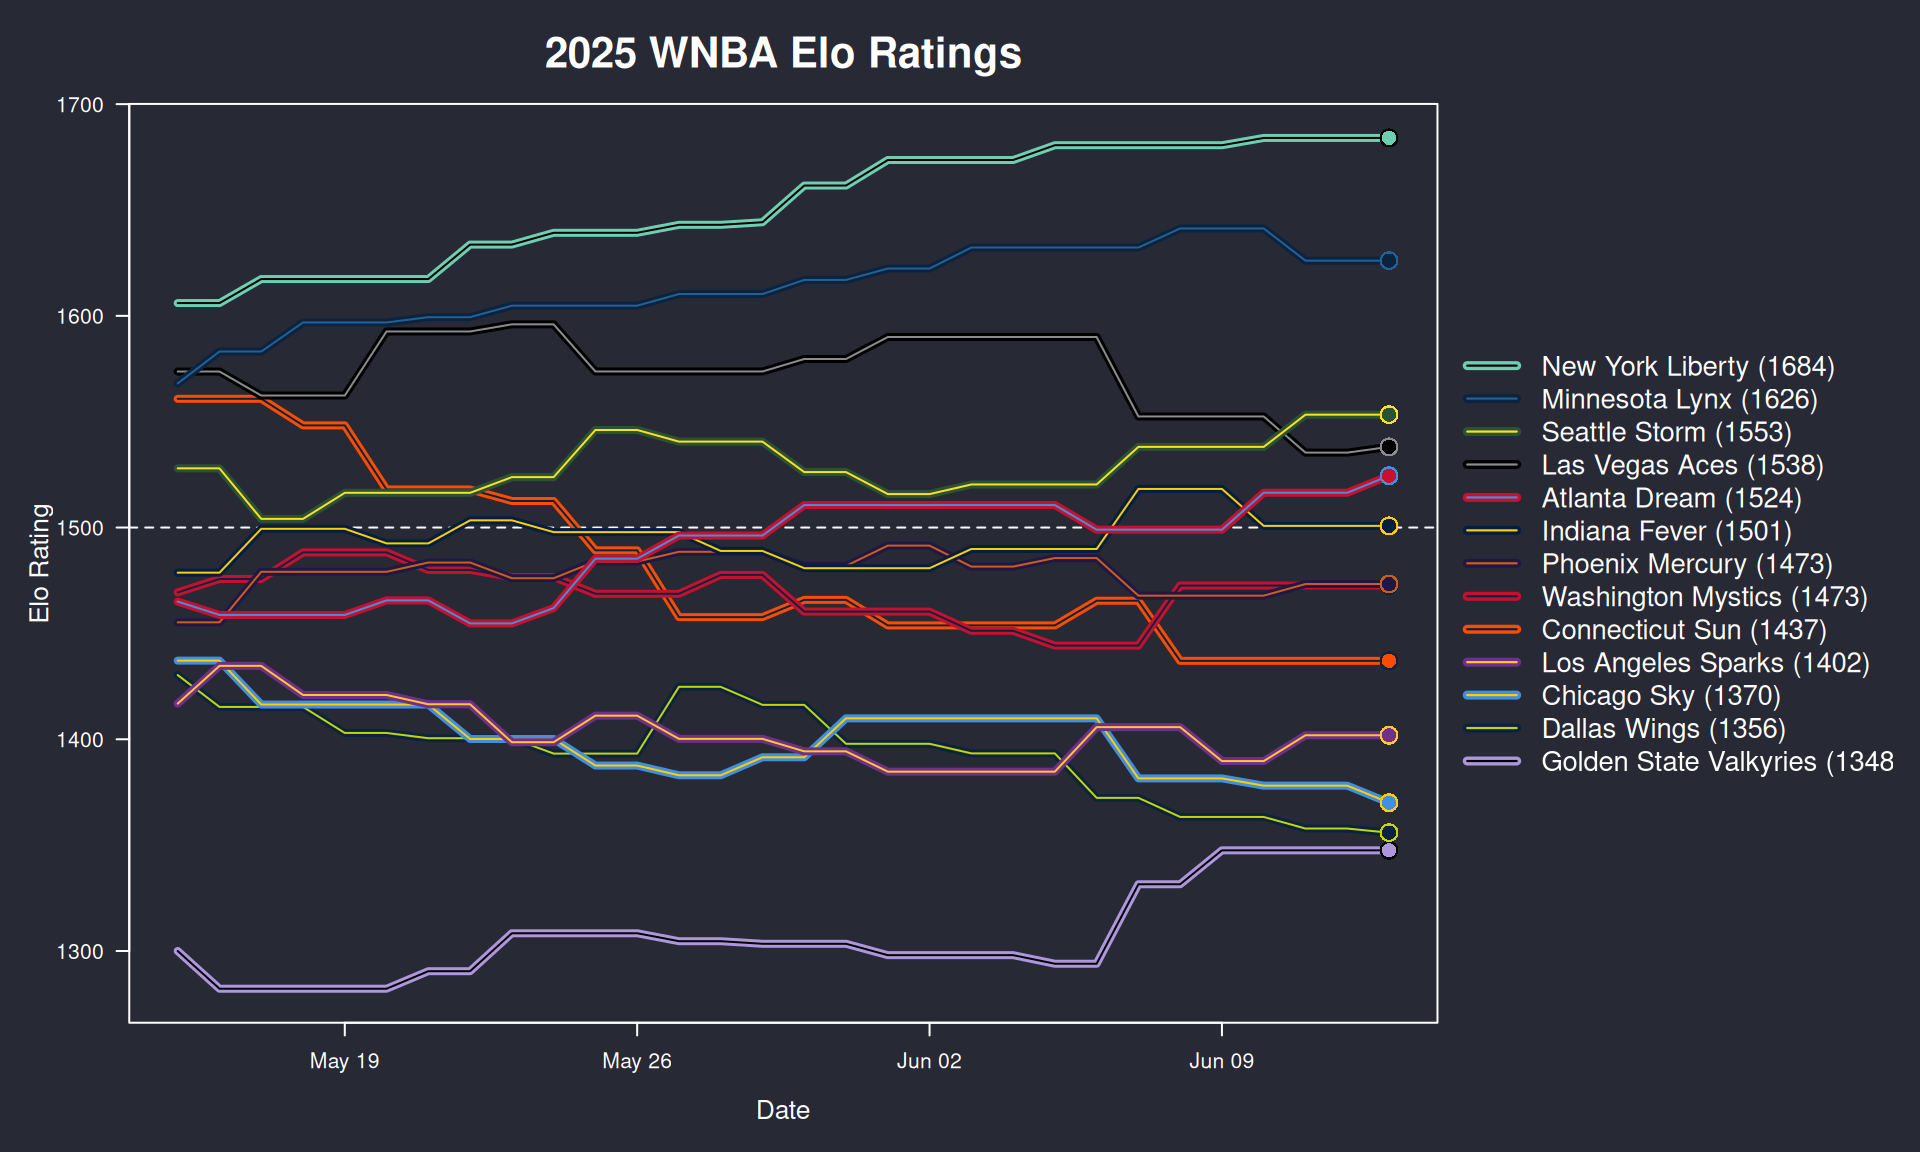 2025 WNBA Elo Ratings
1700
1600
1500
1400
1300
Elo Rating
May 19
May 26
Jun 02
Jun 09
Date
New York Liberty (1684)
Minnesota Lynx (1626)
Seattle Storm (1553)
Las Vegas Aces (1538)
Atlanta Dream (1524)
Indiana Fever (1501)
Phoenix Mercury (1473)
Washington Mystics (1473)
Connecticut Sun (1437)
Los Angeles Sparks (1402)
Chicago Sky (1370)
Dallas Wings (1356)
Golden State Valkyries (1348